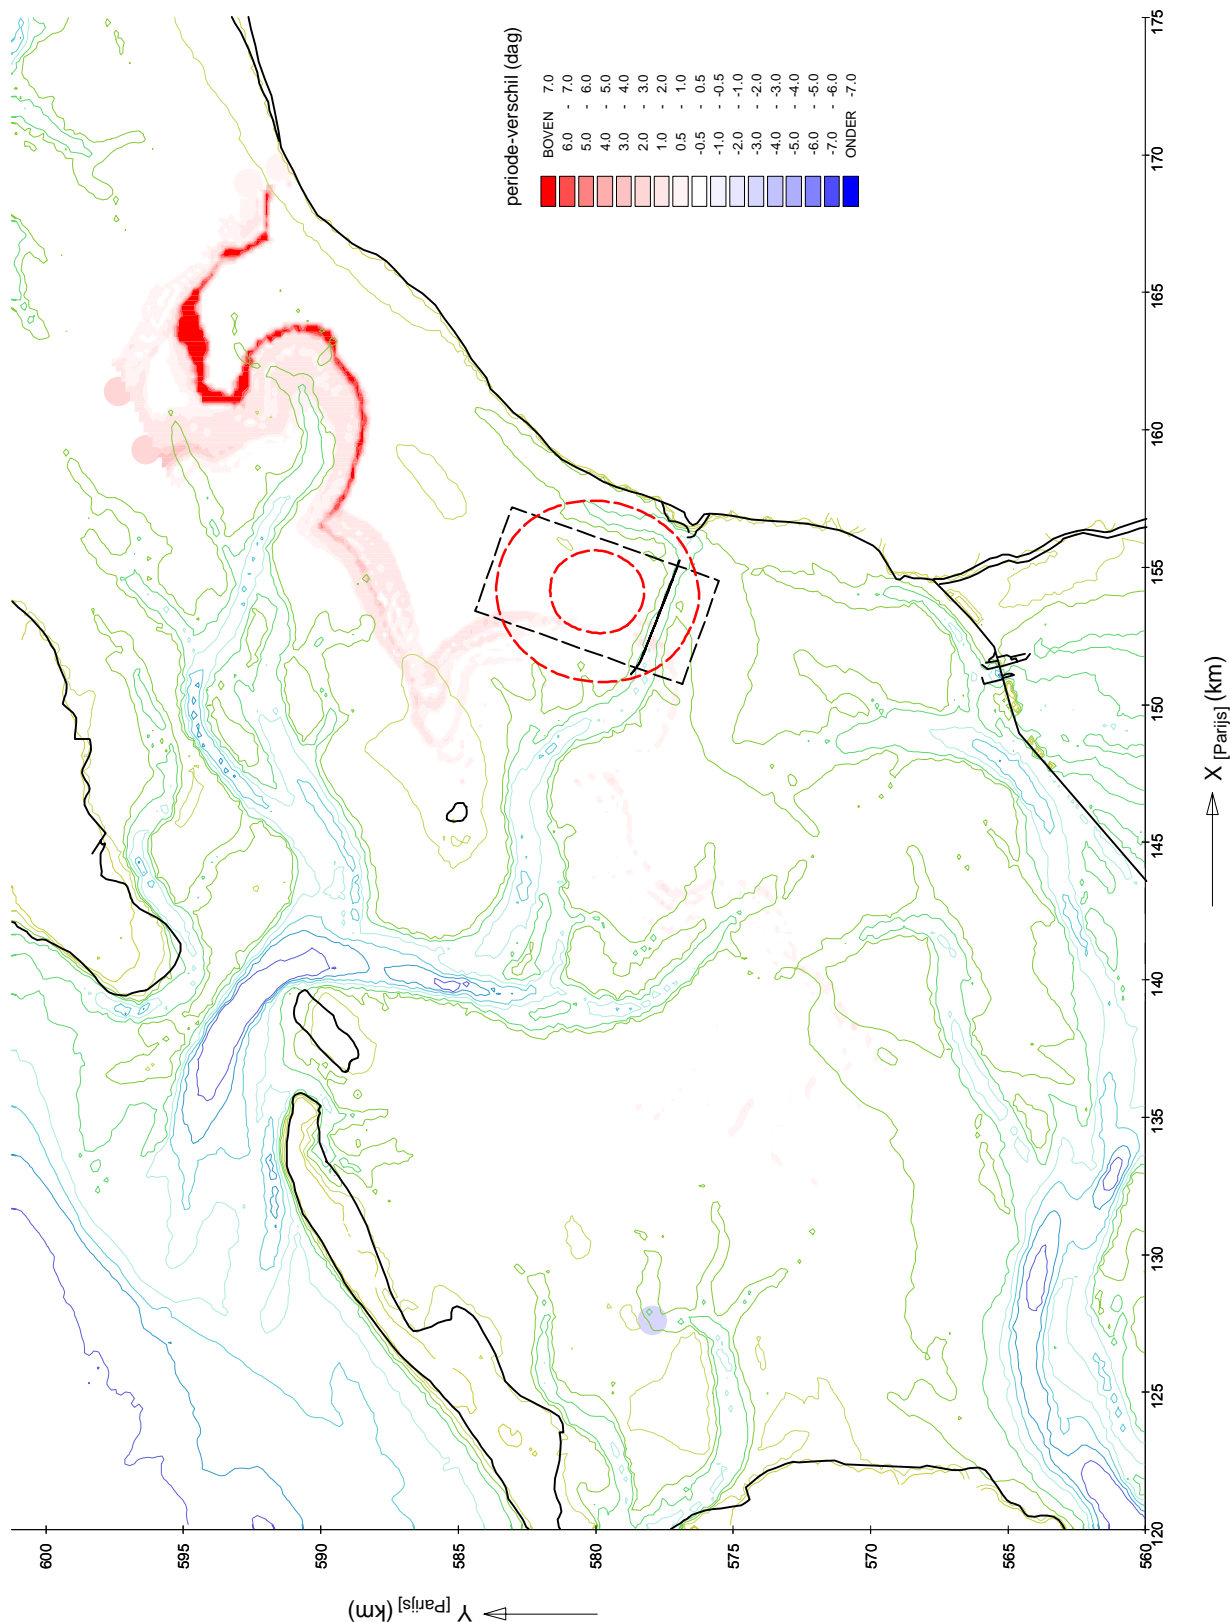 periode-verschil (dag)
BOVEN 7.0
6.0 - 7.0
5.0 - 6.0
4.0 - 5.0
3.0 - 4.0
2.0 - 3.0
1.0 - 2.0
0.5 - 1.0
-0.5 - 0.5
-1.0 - -0.5
-2.0 - -1.0
-3.0 - -2.0
-4.0 - -3.0
-5.0 - -4.0
-6.0 - -5.0
-7.0 - -6.0
ONDER -7.0
600 595 590 585 580 575 570 565 560
Y [Parijs] (km)
120 125 130 135 140 145 150 155 160 165 170 175
X [Parijs] (km)